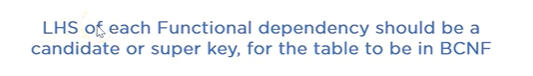 LHS of each Functional dependency should be a
candidate or super key, for the table to be in BCNF